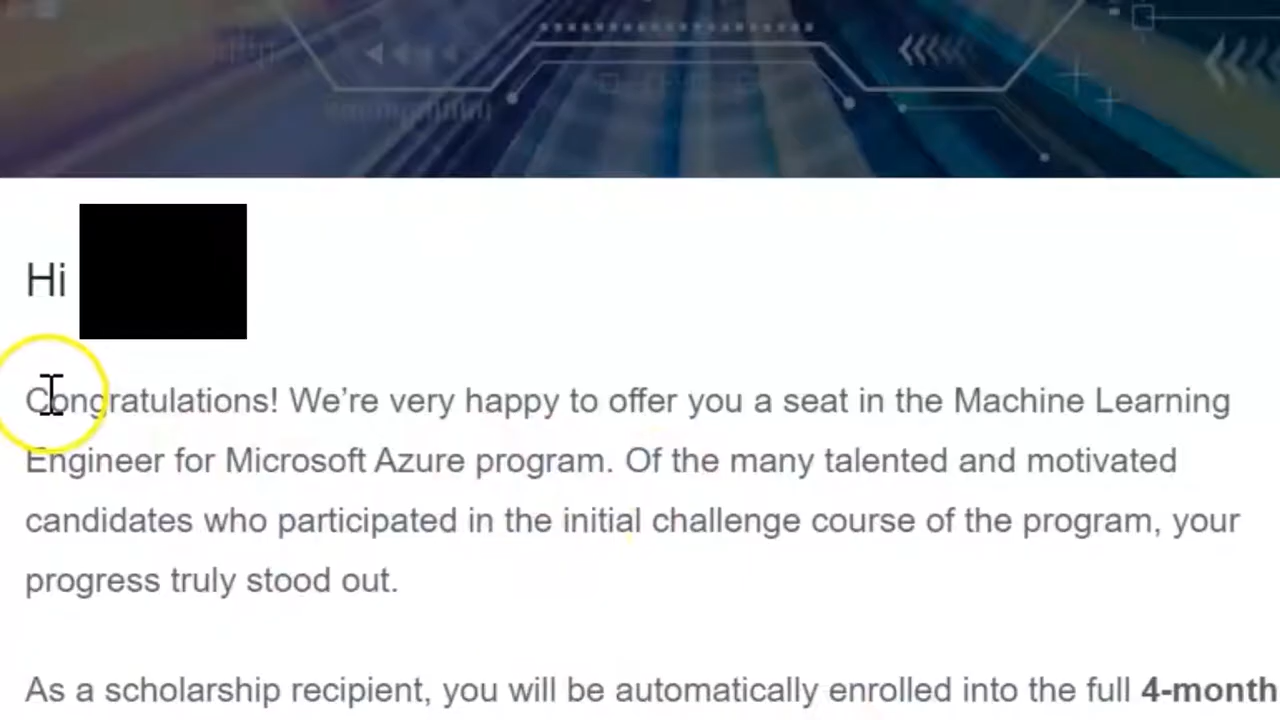 Hi
Congratulations! We’re very happy to offer you a seat in the Machine Learning
Engineer for Microsoft Azure program. Of the many talented and motivated
candidates who participated in the initial challenge course of the program, your
progress truly stood out.
As a scholarship recipient, you will be automatically enrolled into the full 4-month